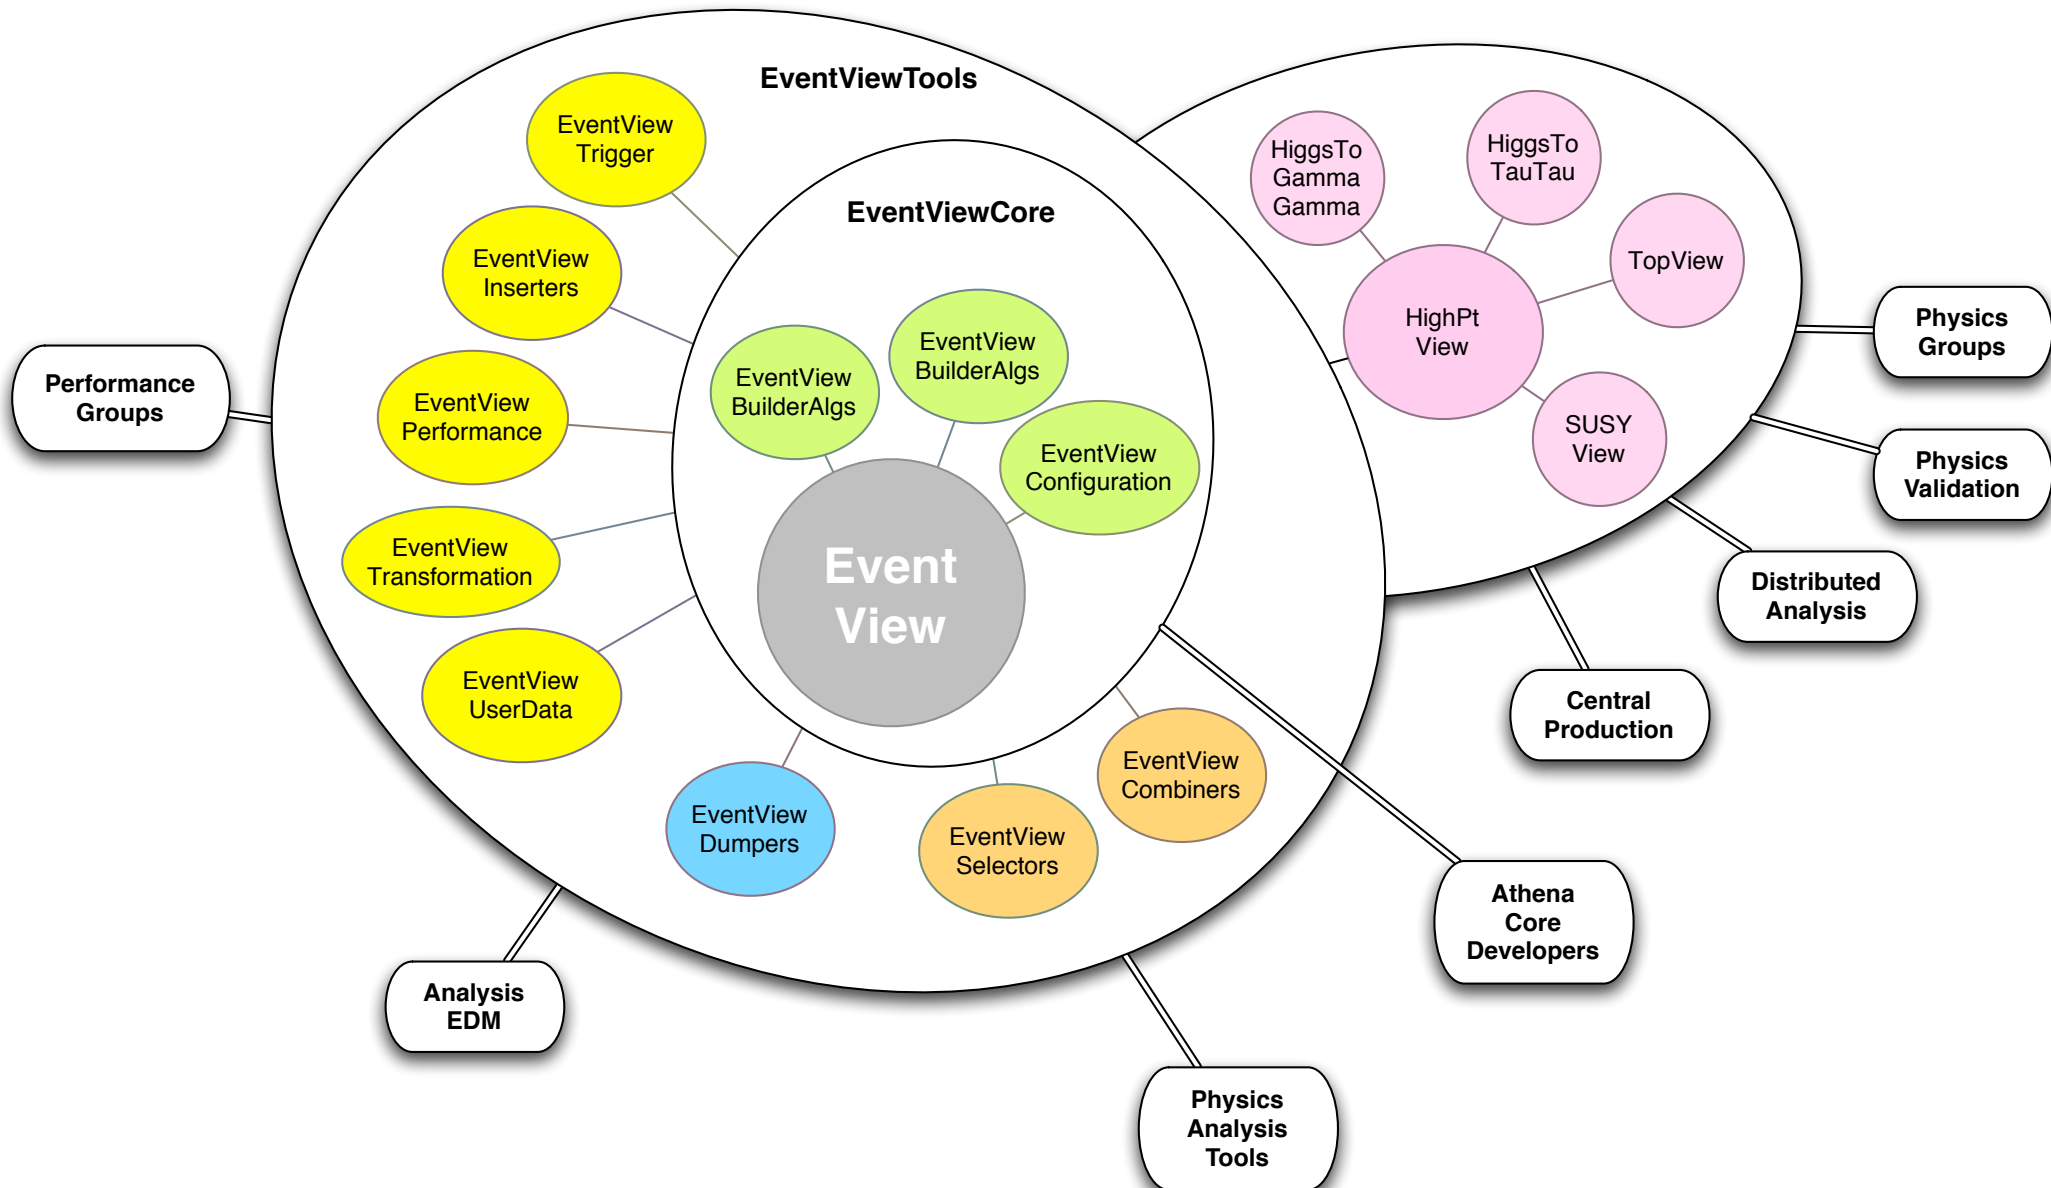 EventViewTools
EventView
Trigger
EventView
Inserters
EventView
Performance
EventView
Transformation
EventView
UserData
EventViewCore
EventView
BuilderAlgs
EventView
BuilderAlgs
EventView
Configuration
Event
View
EventView
Dumpers
EventView
Selectors
EventView
Combiners
HiggsTo
Gamma
Gamma
HiggsTo
TauTau
TopView
HighPt
View
SUSY
View
Performance
Groups
Physics
Groups
Physics
Validation
Distributed
Analysis
Central
Production
Athena
Core
Developers
Analysis
EDM
Physics
Analysis
Tools